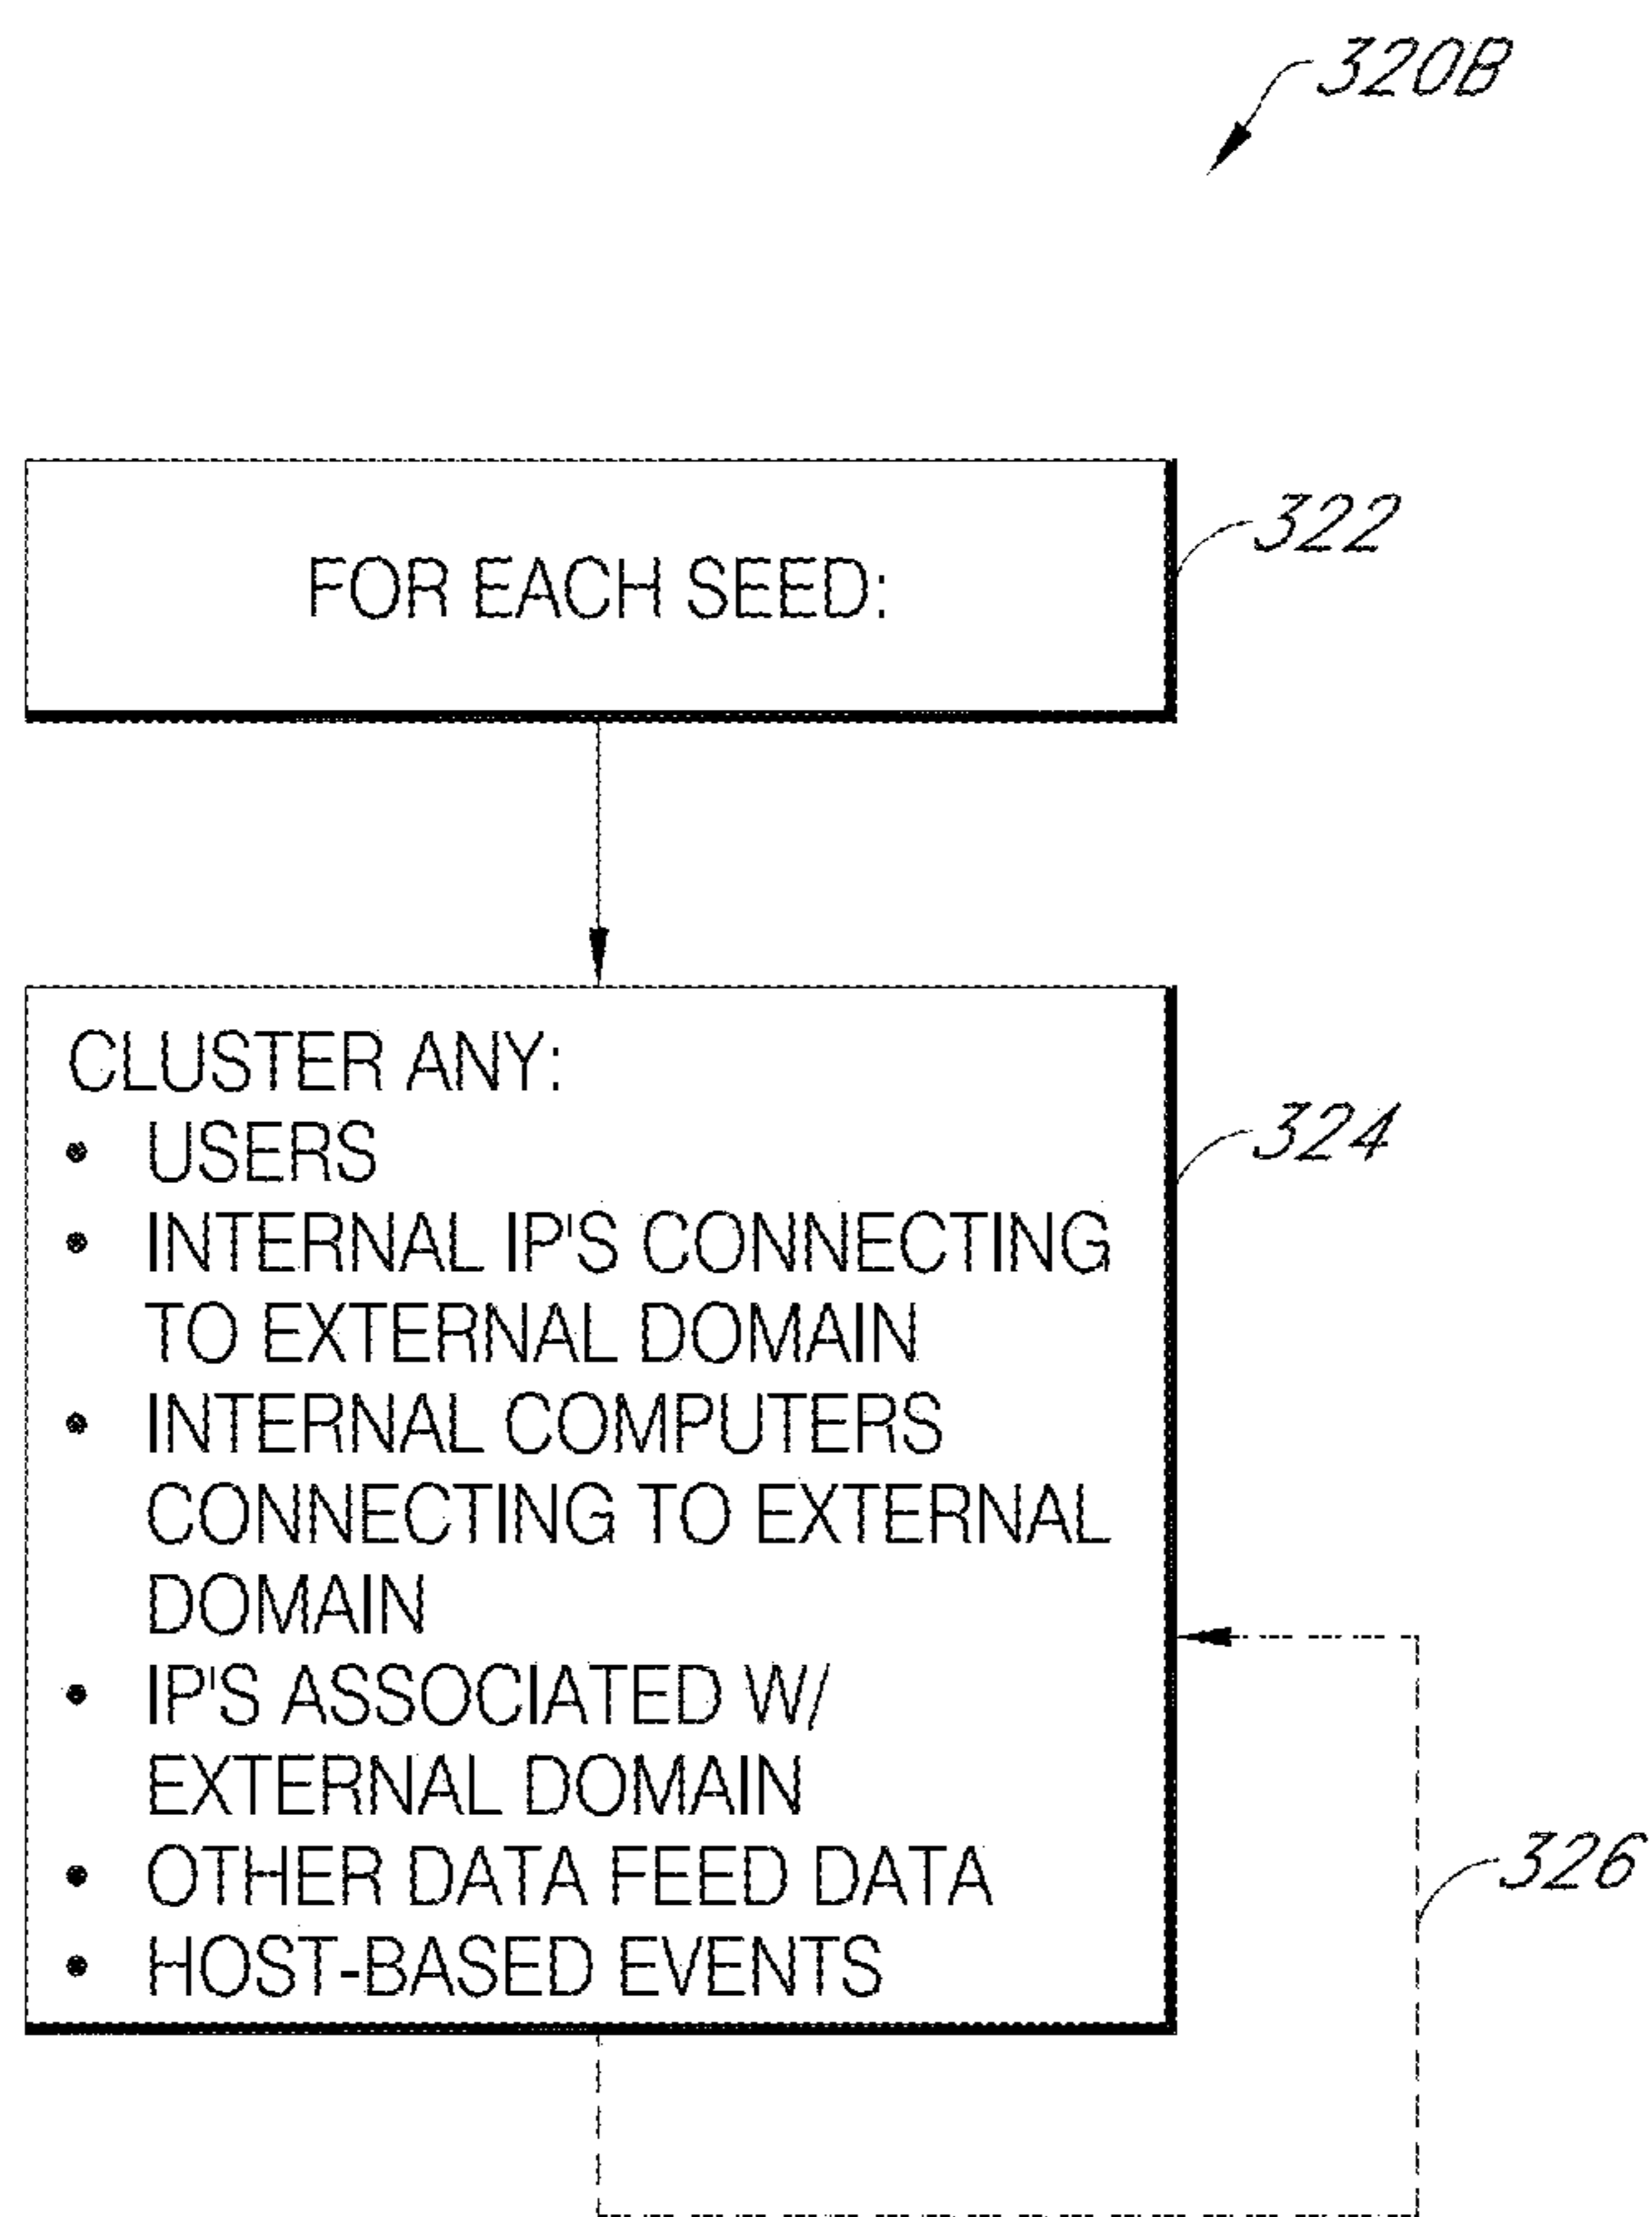 320B
FOR EACH SEED:
322
CLUSTER ANY:
• USERS
• INTERNAL IP'S CONNECTING
TO EXTERNAL DOMAIN
• INTERNAL COMPUTERS
CONNECTING TO EXTERNAL
DOMAIN
• IP'S ASSOCIATED W/
EXTERNAL DOMAIN
• OTHER DATA FEED DATA
• HOST-BASED EVENTS
324
326